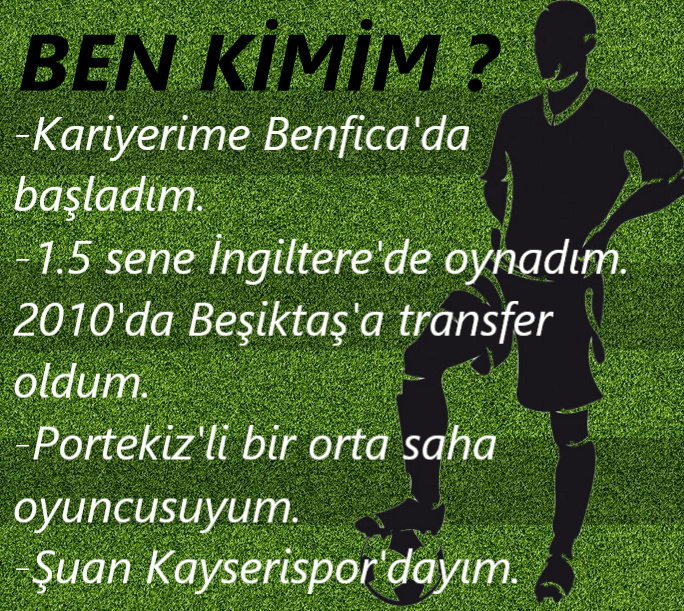 BEN KİMİM ?
-Kariyerime Benfica'da
başladım.
-1.5 sene İngiltere'de oynadım.
2010'da Beşiktaş'a transfer
oldum.
-Portekiz'li bir orta saha
oyuncusuyum.
-Şuan Kayserispor'dayım.